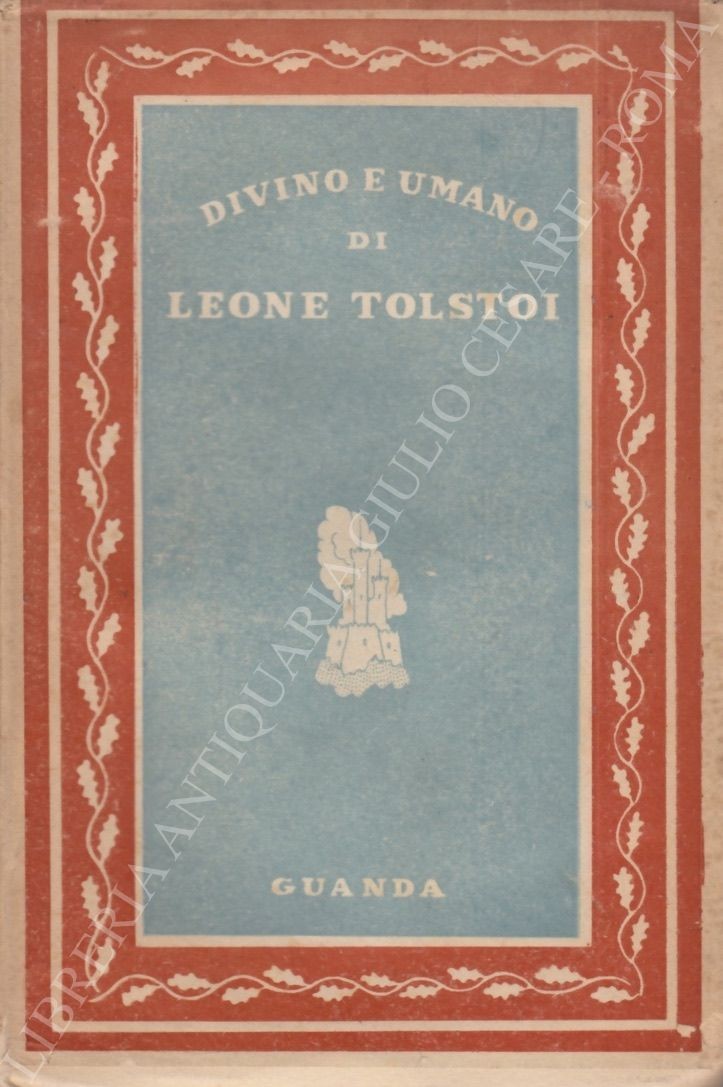 DIVINO E UMANO
DI
LEONE TOLSTOI
GUANDA
LIBRERIA ANTIQUARIA GIULIO CESARE - ROMA